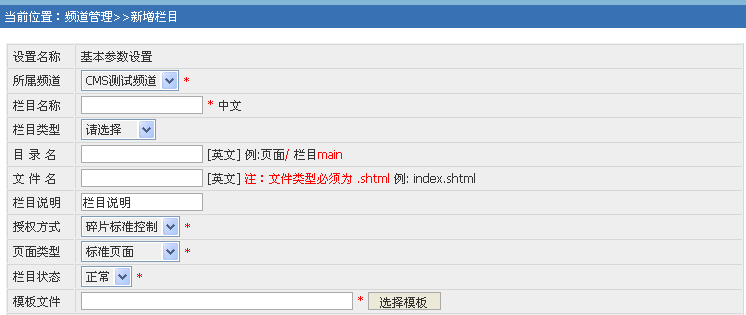 当前位置：频道管理>>新增栏目
设置名称 基本参数设置
所属频道 CMS测试频道 *
栏目名称 * 中文
栏目类型 请选择
目 录 名 [英文] 例:页面/ 栏目main
文 件 名 [英文] 注：文件类型必须为 .shtml 例: index.shtml
栏目说明 栏目说明
授权方式 碎片标准控制 *
页面类型 标准页面 *
栏目状态 正常 *
模板文件 * 选择模板